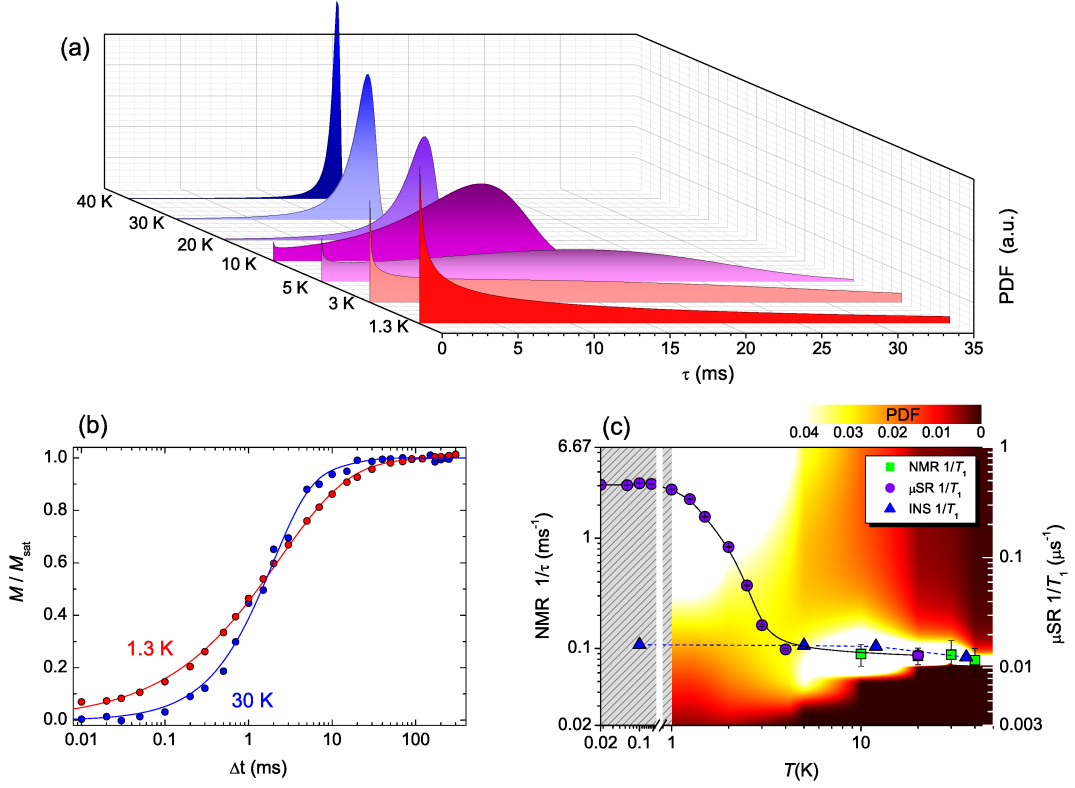 (a)
40 K
30 K
20 K
10 K
5 K
3 K
1.3 K
0 5 10 15 20 25 30 35
τ (ms)
PDF (a.u.)
(b)
1.0
0.8
0.6
0.4
0.2
0.0
M / Msat
1.3 K
30 K
0.01 0.1 1 10 100
Δt (ms)
(c)
PDF
0.04 0.03 0.02 0.01 0
6.67
1
0.1
0.02
NMR 1/τ (ms⁻¹)
NMR 1/T₁
μSR 1/T₁
INS 1/T₁
1
0.1
0.01
0.003
μSR 1/T₁ (μs⁻¹)
0.02 0.1 1 10
T(K)